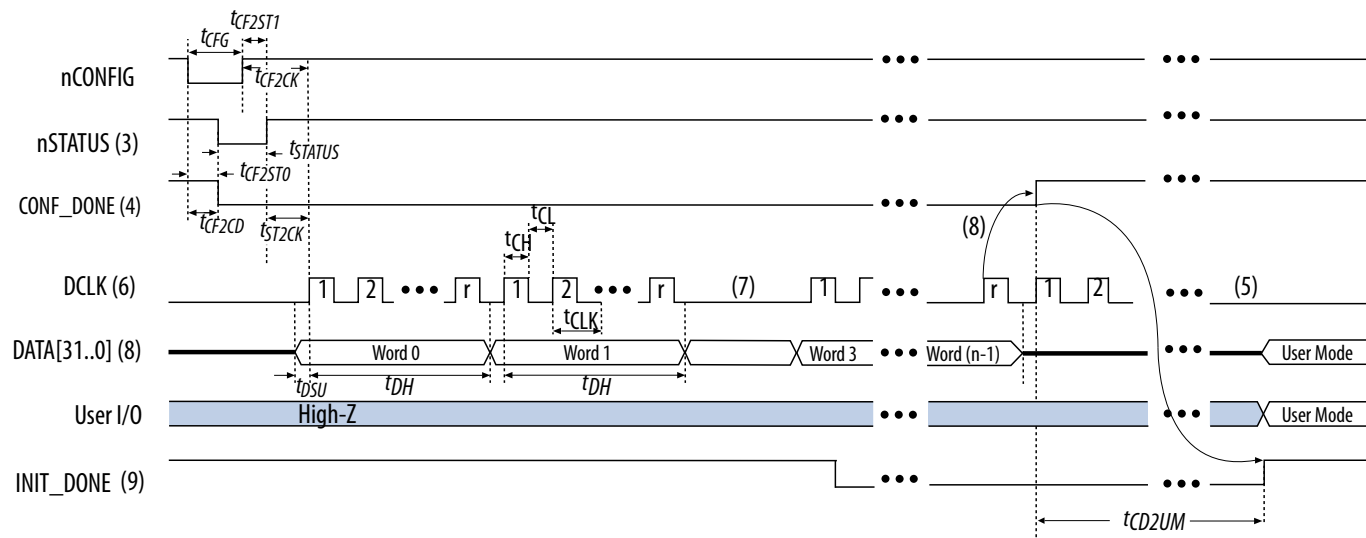 tCF2ST1
tCFG
nCONFIG
tCF2CK
nSTATUS (3)
tSTATUS
tCF2ST0
CONF_DONE (4)
tCF2CD
tST2CK
tCL
tCH
(8)
DCLK (6)
1 2 r 1 2 r (7) 1 r 1 2 (5)
tCLK
DATA[31..0] (8) Word 0 Word 1 Word 3 Word (n-1) User Mode
tDSU tDH tDH
User I/O High-Z User Mode
INIT_DONE (9)
tCD2UM